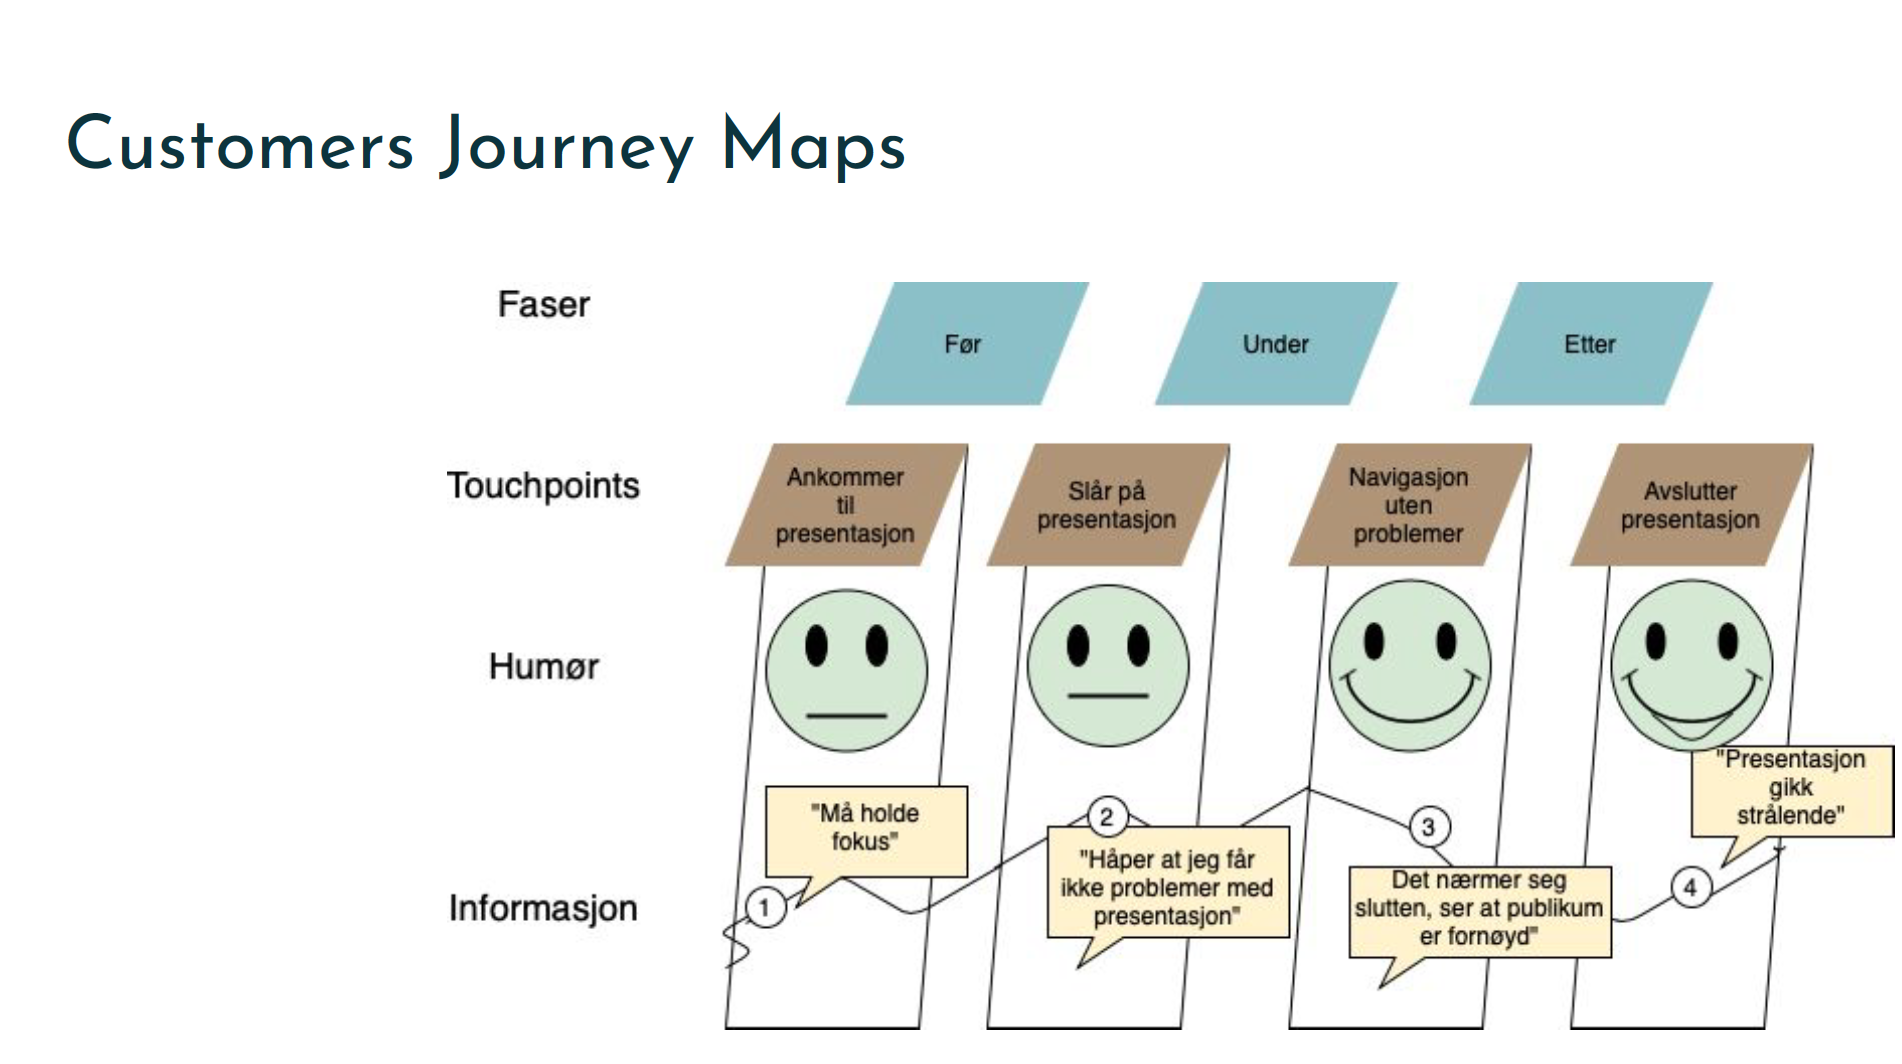 Customers Journey Maps
Faser
Før
Under
Etter
Touchpoints
Ankommer
til
presentasjon
Slår på
presentasjon
Navigasjon
uten
problemer
Avslutter
presentasjon
Humør
Informasjon
1
"Må holde
fokus"
2
"Håper at jeg får
ikke problemer med
presentasjon"
3
Det nærmer seg
slutten, ser at publikum
er fornøyd"
4
"Presentasjon
gikk
strålende"